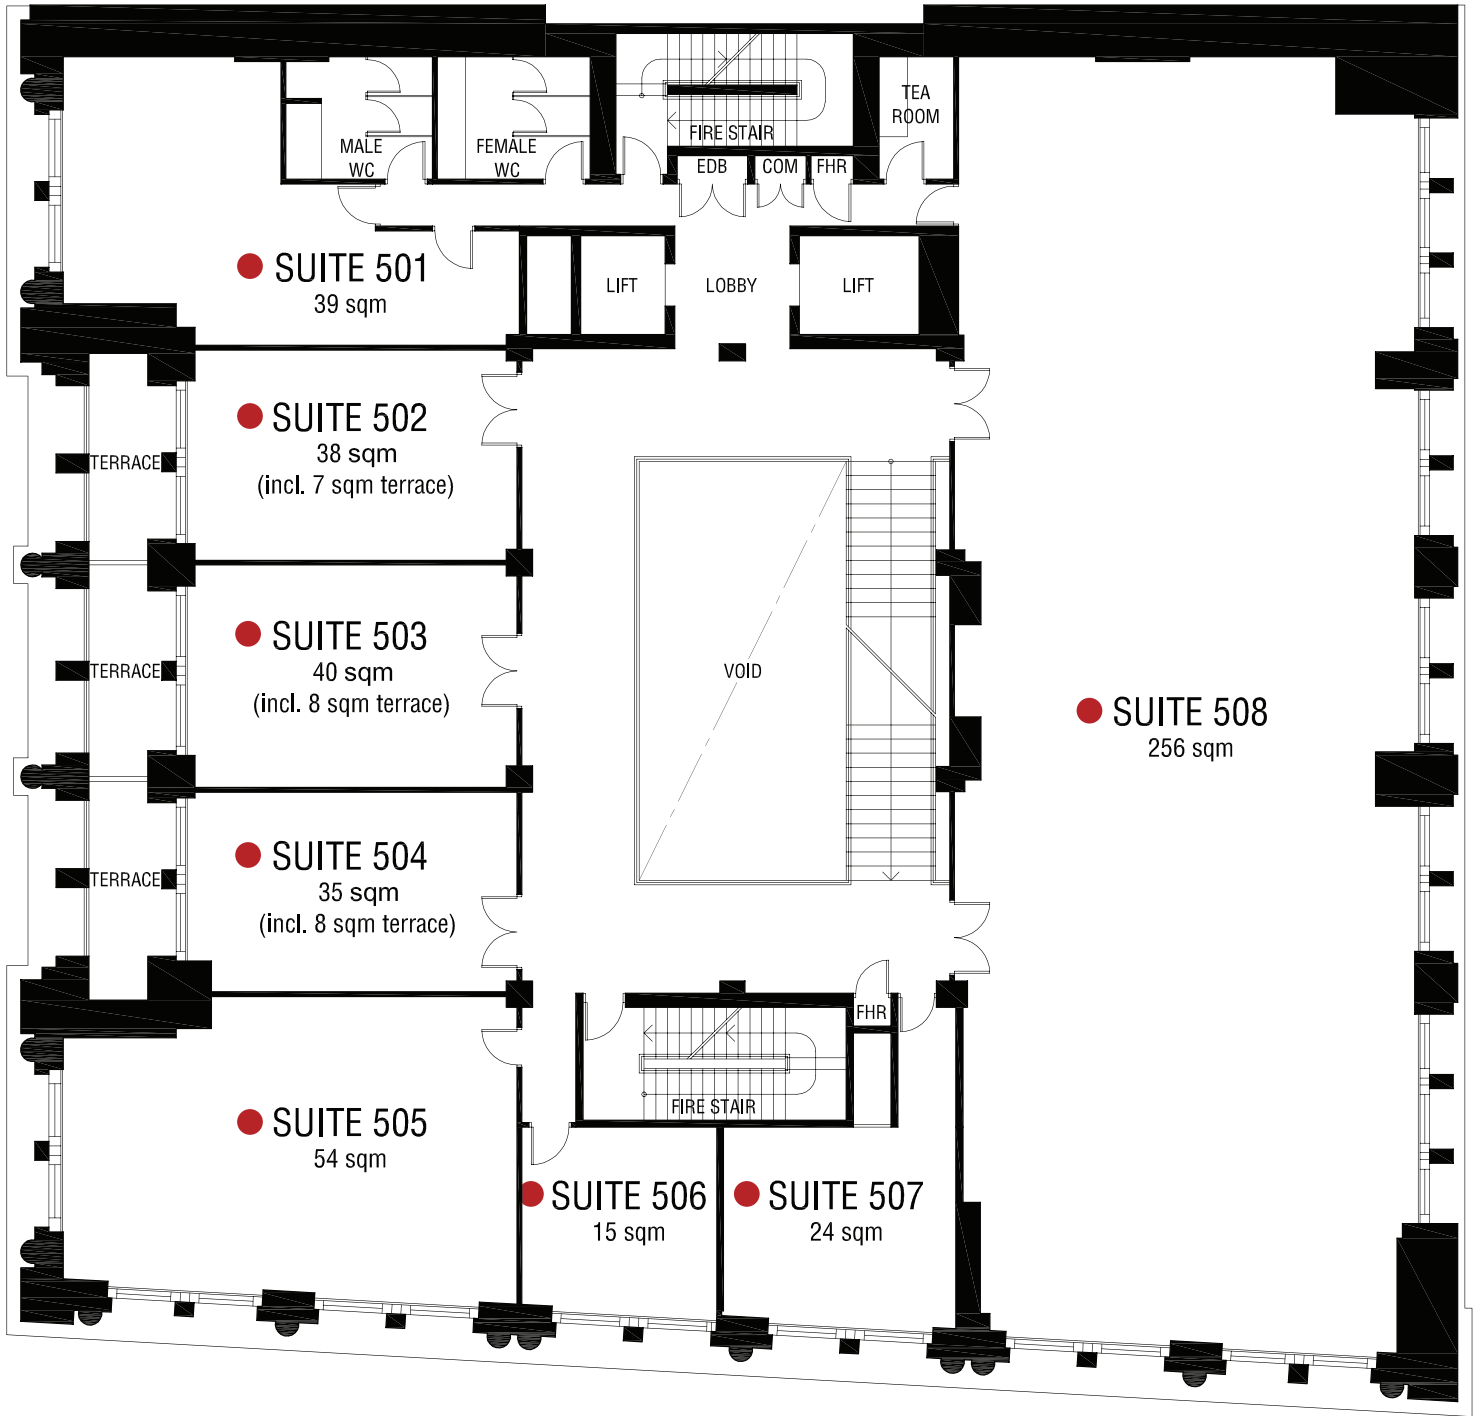 TEA
ROOM
FIRE STAIR
MALE
WC
FEMALE
WC
EDB
COM
FHR
SUITE 501
39 sqm
LIFT
LOBBY
LIFT
SUITE 502
38 sqm
(incl. 7 sqm terrace)
TERRACE
SUITE 503
40 sqm
(incl. 8 sqm terrace)
TERRACE
VOID
SUITE 508
256 sqm
SUITE 504
35 sqm
(incl. 8 sqm terrace)
TERRACE
FHR
FIRE STAIR
SUITE 505
54 sqm
SUITE 506
15 sqm
SUITE 507
24 sqm